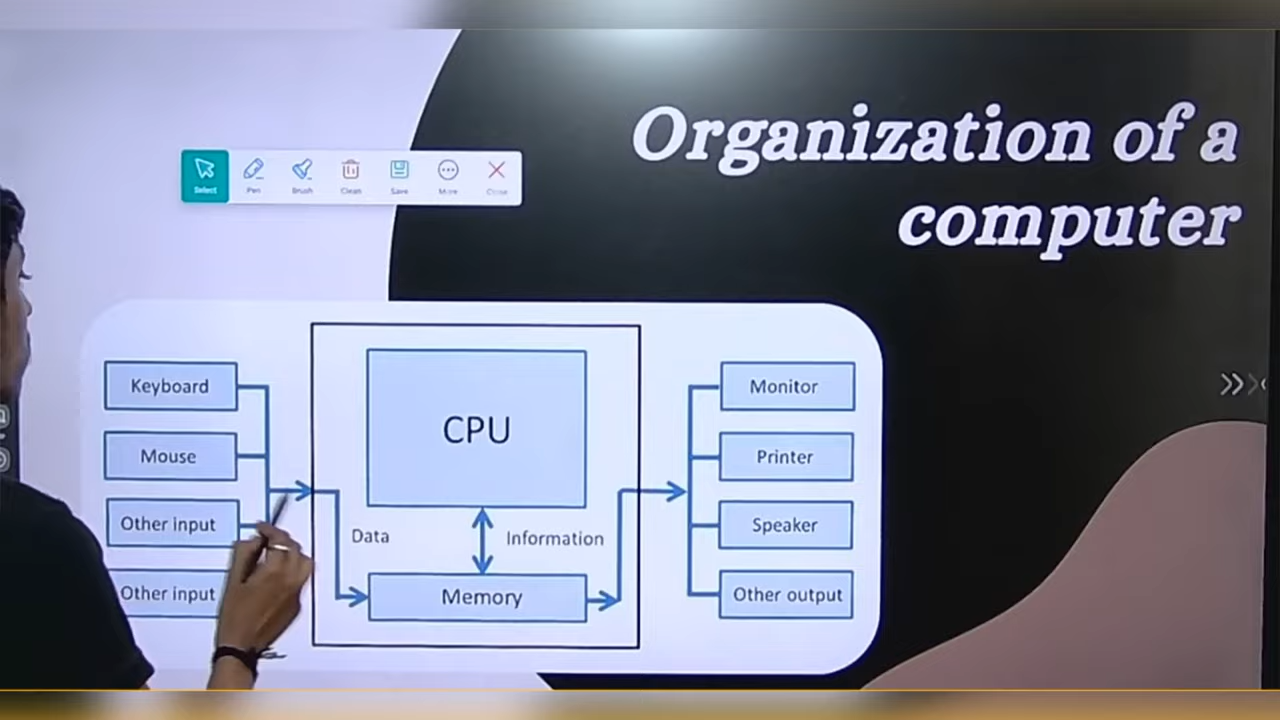 Organization of a
computer
Select
Pen
Brush
Clean
Save
More
Close
Keyboard
Mouse
Other input
Other input
CPU
Data
Information
Memory
Monitor
Printer
Speaker
Other output